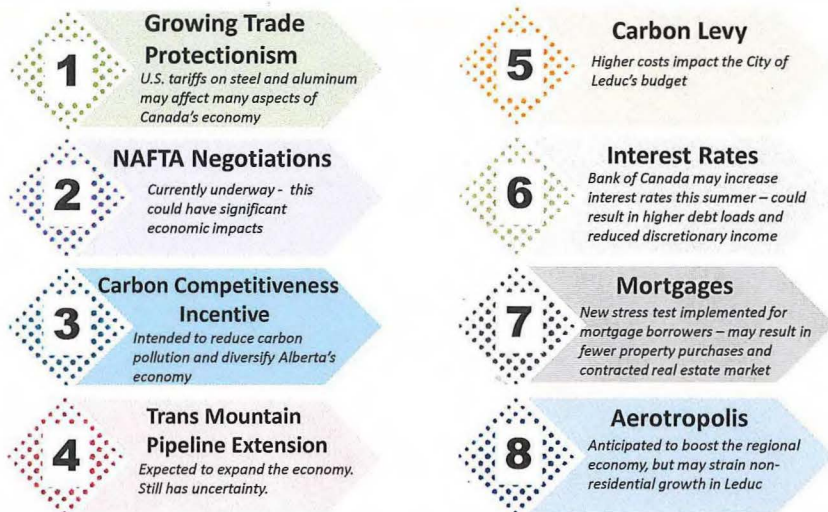 1
Growing Trade
Protectionism
U.S. tariffs on steel and aluminum
may affect many aspects of
Canada's economy
2
NAFTA Negotiations
Currently underway - this
could have significant
economic impacts
3
Carbon Competitiveness
Incentive
Intended to reduce carbon
pollution and diversify Alberta's
economy
4
Trans Mountain
Pipeline Extension
Expected to expand the economy.
Still has uncertainty.
5
Carbon Levy
Higher costs impact the City of
Leduc's budget
6
Interest Rates
Bank of Canada may increase
interest rates this summer – could
result in higher debt loads and
reduced discretionary income
7
Mortgages
New stress test implemented for
mortgage borrowers – may result in
fewer property purchases and
contracted real estate market
8
Aerotropolis
Anticipated to boost the regional
economy, but may strain non-
residential growth in Leduc